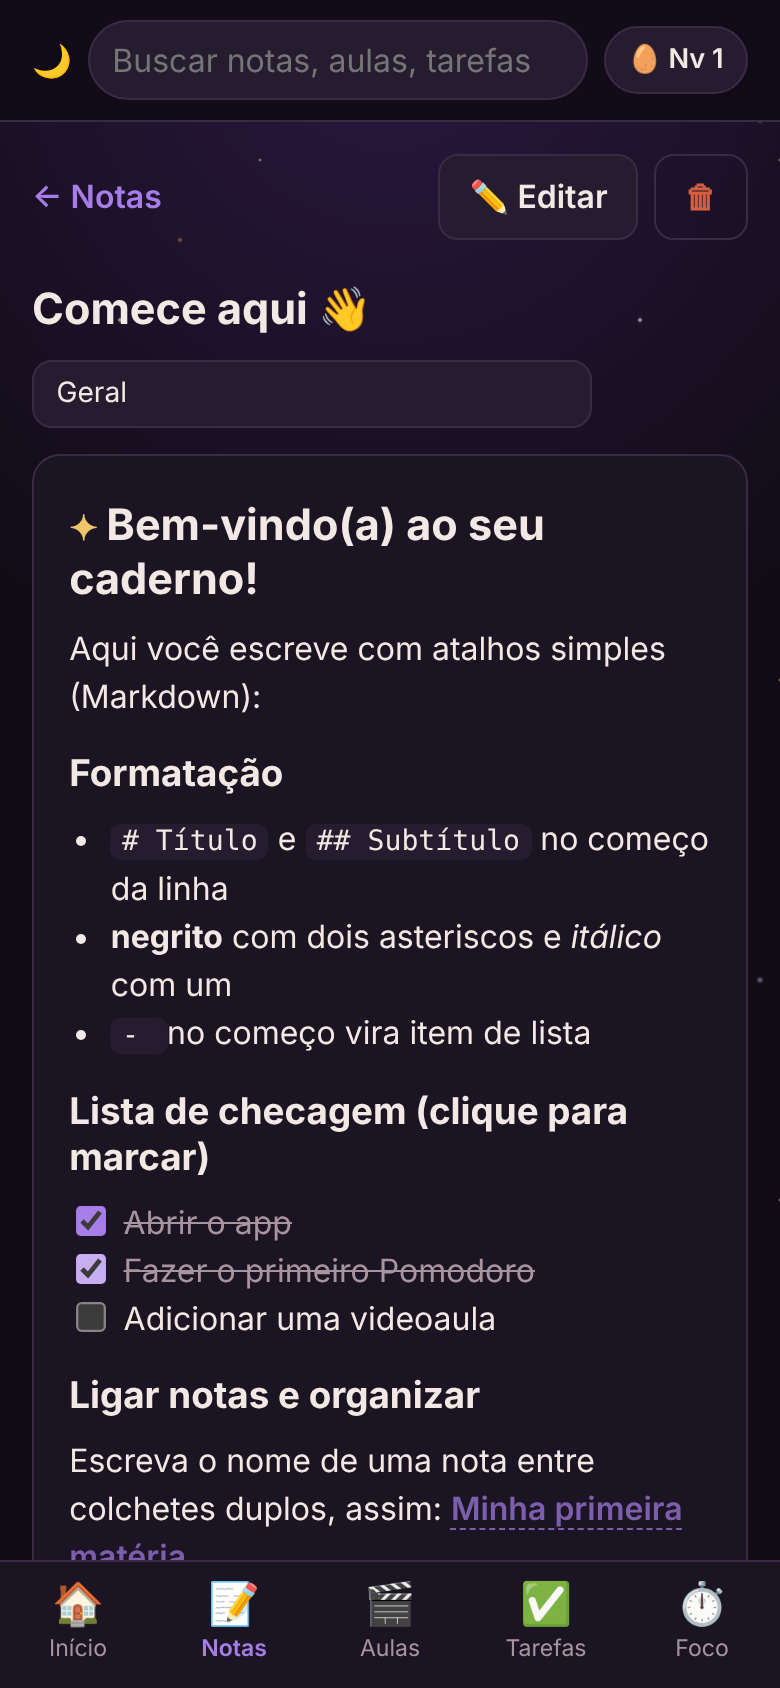 Buscar notas, aulas, tarefas
Nv 1
← Notas
Editar
Comece aqui 👋
Geral
✦ Bem-vindo(a) ao seu
caderno!
Aqui você escreve com atalhos simples
(Markdown):
Formatação
• # Título e ## Subtítulo no começo
da linha
• negrito com dois asteriscos e itálico
com um
• - no começo vira item de lista
Lista de checagem (clique para
marcar)
Abrir o app
Fazer o primeiro Pomodoro
Adicionar uma videoaula
Ligar notas e organizar
Escreva o nome de uma nota entre
colchetes duplos, assim: Minha primeira
matéria
Início
Notas
Aulas
Tarefas
Foco